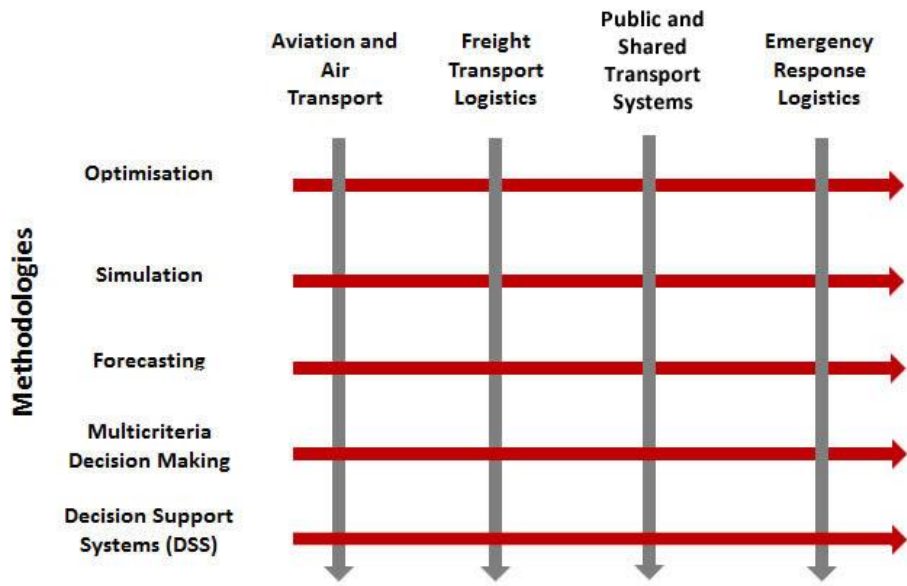 Aviation and
Air
Transport
Freight
Transport
Logistics
Public and
Shared
Transport
Systems
Emergency
Response
Logistics
Methodologies
Optimisation
Simulation
Forecasting
Multicriteria
Decision Making
Decision Support
Systems (DSS)